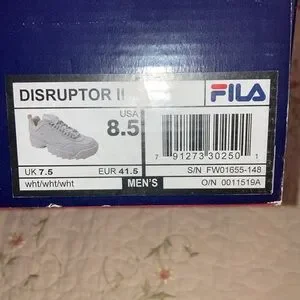 DISRUPTOR II
FILA
USA
8.5
7 91273 30250 1
UK 7.5
EUR 41.5
S/N FW01655-148
wht/wht/wht
MEN'S
O/N 0011519A